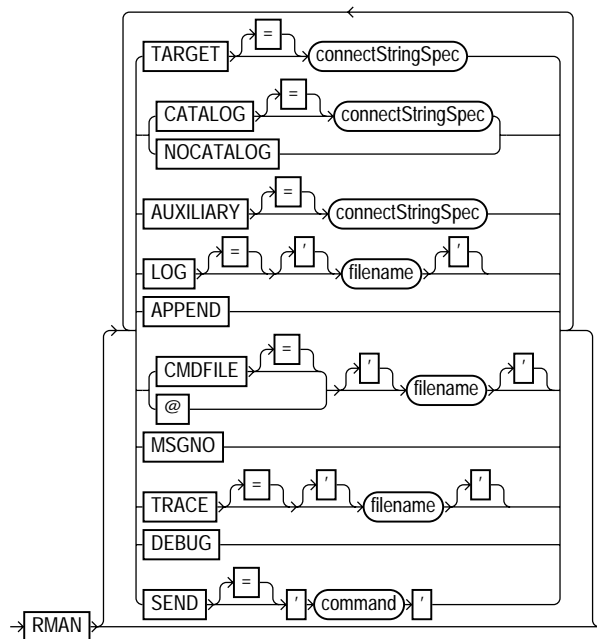 TARGET = connectStringSpec
CATALOG = connectStringSpec
NOCATALOG
AUXILIARY = connectStringSpec
LOG = ' filename '
APPEND
CMDFILE =
@ ' filename '
MSGNO
TRACE = ' filename '
DEBUG
SEND = ' command '
RMAN